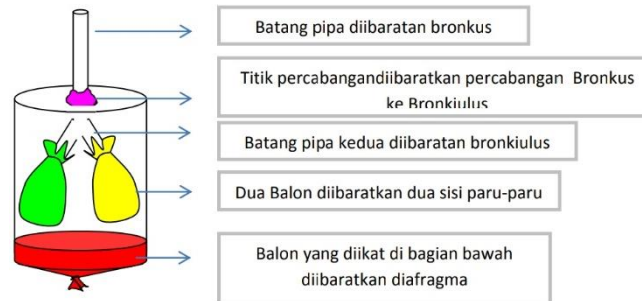 Batang pipa diibaratan bronkus
Titik percabangandiibaratkan percabangan Bronkus
ke Bronkiulus
Batang pipa kedua diibaratan bronkiulus
Dua Balon diibaratkan dua sisi paru-paru
Balon yang diikat di bagian bawah
diibaratkan diafragma